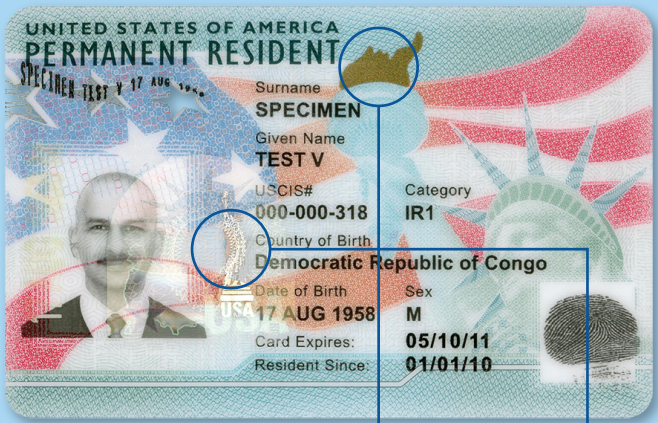 UNITED STATES OF AMERICA
PERMANENT RESIDENT
SPECIMEN TEST V 17 AUG
Surname
SPECIMEN
Given Name
TEST V
USCIS# Category
000-000-318 IR1
Country of Birth
Democratic Republic of Congo
Date of Birth Sex
17 AUG 1958 M
Card Expires: 05/10/11
Resident Since: 01/01/10
USA
USA